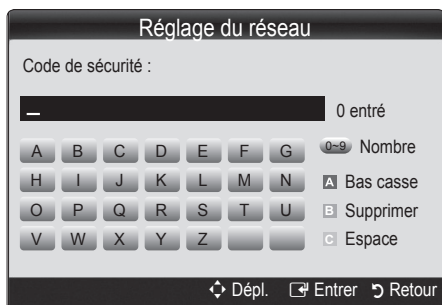 Réglage du réseau
Code de sécurité :
_ 0 entré
A B C D E F G 0~9 Nombre
H I J K L M N A Bas casse
O P Q R S T U B Supprimer
V W X Y Z C Espace
Dépl. Entrer Retour